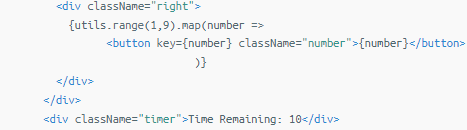 <div className="right">
{utils.range(1,9).map(number =>
<button key={number} className="number">{number}</button>
)}
</div>
</div>
<div className="timer">Time Remaining: 10</div>